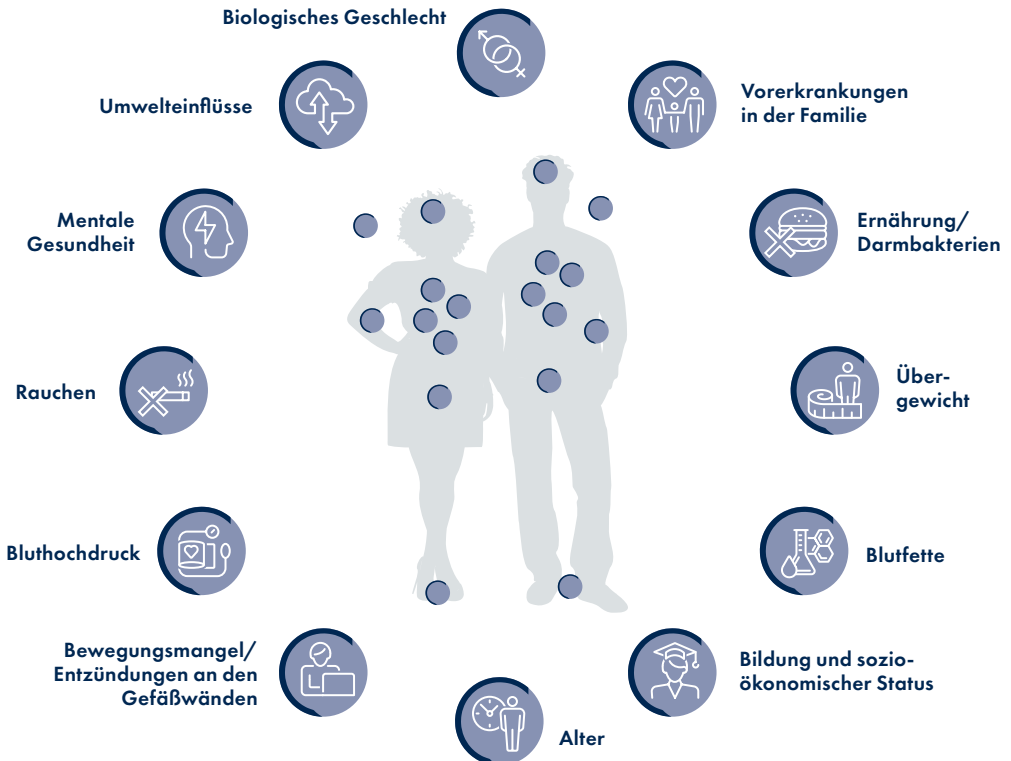 Biologisches Geschlecht
Umwelteinflüsse
Vorerkrankungen
in der Familie
Mentale
Gesundheit
Ernährung/
Darmbakterien
Rauchen
Über-
gewicht
Bluthochdruck
Blutfette
Bewegungsmangel/
Entzündungen an den
Gefäßwänden
Bildung und sozio-
ökonomischer Status
Alter